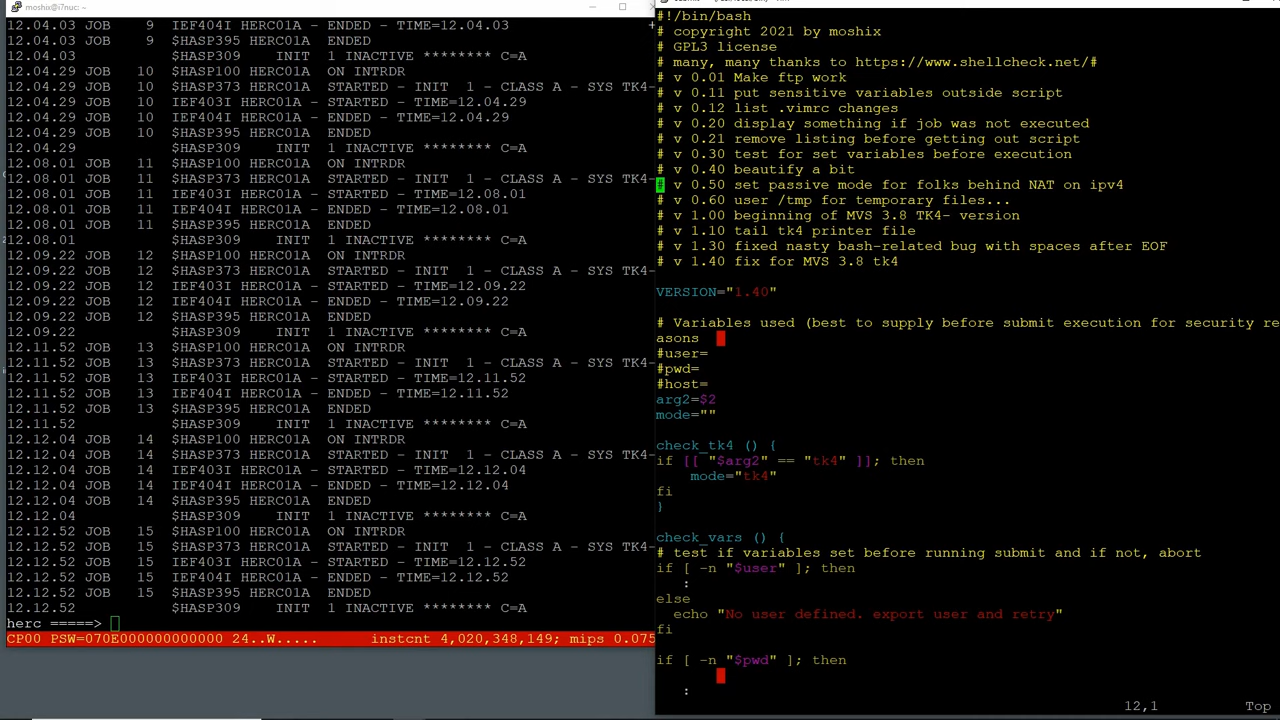 moshix@i7nuc: ~
12.04.03 JOB    9  IEF404I HERC01A - ENDED - TIME=12.04.03
12.04.03 JOB    9  $HASP395 HERC01A  ENDED
12.04.03           $HASP309    INIT  1 INACTIVE ******** C=A
12.04.29 JOB   10  $HASP100 HERC01A  ON INTRDR
12.04.29 JOB   10  $HASP373 HERC01A  STARTED - INIT  1 - CLASS A - SYS TK4-
12.04.29 JOB   10  IEF403I HERC01A - STARTED - TIME=12.04.29
12.04.29 JOB   10  IEF404I HERC01A - ENDED - TIME=12.04.29
12.04.29 JOB   10  $HASP395 HERC01A  ENDED
12.04.29           $HASP309    INIT  1 INACTIVE ******** C=A
12.08.01 JOB   11  $HASP100 HERC01A  ON INTRDR
12.08.01 JOB   11  $HASP373 HERC01A  STARTED - INIT  1 - CLASS A - SYS TK4-
12.08.01 JOB   11  IEF403I HERC01A - STARTED - TIME=12.08.01
12.08.01 JOB   11  IEF404I HERC01A - ENDED - TIME=12.08.01
12.08.01 JOB   11  $HASP395 HERC01A  ENDED
12.08.01           $HASP309    INIT  1 INACTIVE ******** C=A
12.09.22 JOB   12  $HASP100 HERC01A  ON INTRDR
12.09.22 JOB   12  $HASP373 HERC01A  STARTED - INIT  1 - CLASS A - SYS TK4-
12.09.22 JOB   12  IEF403I HERC01A - STARTED - TIME=12.09.22
12.09.22 JOB   12  IEF404I HERC01A - ENDED - TIME=12.09.22
12.09.22 JOB   12  $HASP395 HERC01A  ENDED
12.09.22           $HASP309    INIT  1 INACTIVE ******** C=A
12.11.52 JOB   13  $HASP100 HERC01A  ON INTRDR
12.11.52 JOB   13  $HASP373 HERC01A  STARTED - INIT  1 - CLASS A - SYS TK4-
12.11.52 JOB   13  IEF403I HERC01A - STARTED - TIME=12.11.52
12.11.52 JOB   13  IEF404I HERC01A - ENDED - TIME=12.11.52
12.11.52 JOB   13  $HASP395 HERC01A  ENDED
12.11.52           $HASP309    INIT  1 INACTIVE ******** C=A
12.12.04 JOB   14  $HASP100 HERC01A  ON INTRDR
12.12.04 JOB   14  $HASP373 HERC01A  STARTED - INIT  1 - CLASS A - SYS TK4-
12.12.04 JOB   14  IEF403I HERC01A - STARTED - TIME=12.12.04
12.12.04 JOB   14  IEF404I HERC01A - ENDED - TIME=12.12.04
12.12.04 JOB   14  $HASP395 HERC01A  ENDED
12.12.04           $HASP309    INIT  1 INACTIVE ******** C=A
12.12.52 JOB   15  $HASP100 HERC01A  ON INTRDR
12.12.52 JOB   15  $HASP373 HERC01A  STARTED - INIT  1 - CLASS A - SYS TK4-
12.12.52 JOB   15  IEF403I HERC01A - STARTED - TIME=12.12.52
12.12.52 JOB   15  IEF404I HERC01A - ENDED - TIME=12.12.52
12.12.52 JOB   15  $HASP395 HERC01A  ENDED
12.12.52           $HASP309    INIT  1 INACTIVE ******** C=A
herc =====>
CP00 PSW=070E000000000000 24..W.....      instcnt 4,020,348,149; mips 0.075
#!/bin/bash
# copyright 2021 by moshix
# GPL3 license
# many, many thanks to https://www.shellcheck.net/#
# v 0.01 Make ftp work
# v 0.11 put sensitive variables outside script
# v 0.12 list .vimrc changes
# v 0.20 display something if job was not executed
# v 0.21 remove listing before getting out script
# v 0.30 test for set variables before execution
# v 0.40 beautify a bit
# v 0.50 set passive mode for folks behind NAT on ipv4
# v 0.60 user /tmp for temporary files...
# v 1.00 beginning of MVS 3.8 TK4- version
# v 1.10 tail tk4 printer file
# v 1.30 fixed nasty bash-related bug with spaces after EOF
# v 1.40 fix for MVS 3.8 tk4
VERSION="1.40"
# Variables used (best to supply before submit execution for security re
asons
#user=
#pwd=
#host=
arg2=$2
mode=""
check_tk4 () {
if [[ "$arg2" == "tk4" ]]; then
    mode="tk4"
fi
}
check_vars () {
# test if variables set before running submit and if not, abort
if [ -n "$user" ]; then
   :
else
  echo "No user defined. export user and retry"
fi
if [ -n "$pwd" ]; then
   :
12,1          Top